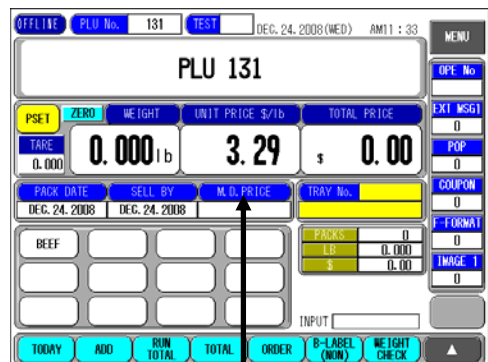 OFFLINE PLU No. 131 TEST DEC. 24. 2008 (WED) AM11 : 33 MENU
PLU 131
OPE No
PSET ZERO WEIGHT UNIT PRICE $/lb TOTAL PRICE
EXT MSG1
0
TARE
0.000
0.000 lb 3.29 $ 0.00
POP
0
PACK DATE SELL BY M.D.PRICE TRAY No.
DEC. 24. 2008 DEC. 24. 2008
COUPON
0
F-FORMAT
0
BEEF
PACKS 0
LB 0.000
$ 0.00
IMAGE 1
0
INPUT
TODAY ADD RUN TOTAL TOTAL ORDER B-LABEL (NON) WEIGHT CHECK